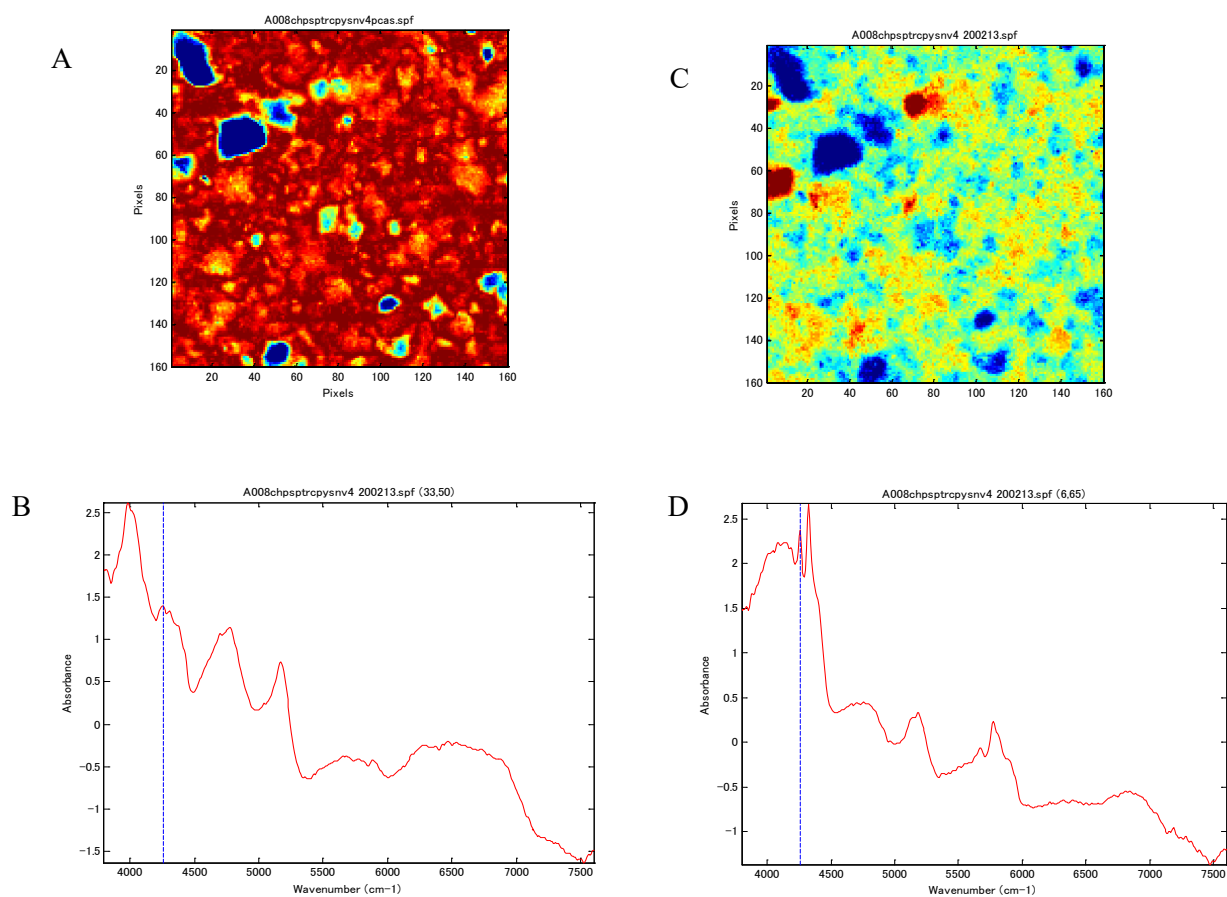 A
A008chpsptrcpysnv4pcas.spf
20
40
60
80
100
120
140
160
Pixels
20 40 60 80 100 120 140 160
Pixels
C
A008chpsptrcpysnv4 200213.spf
20
40
60
80
100
120
140
160
Pixels
20 40 60 80 100 120 140 160
B
A008chpsptrcpysnv4 200213.spf (33,50)
2.5
2
1.5
1
0.5
0
-0.5
-1
-1.5
Absorbance
4000 4500 5000 5500 6000 6500 7000 7500
Wavenumber (cm-1)
D
A008chpsptrcpysnv4 200213.spf (6,65)
2.5
2
1.5
1
0.5
0
-0.5
-1
Absorbance
4000 4500 5000 5500 6000 6500 7000 7500
Wavenumber (cm-1)